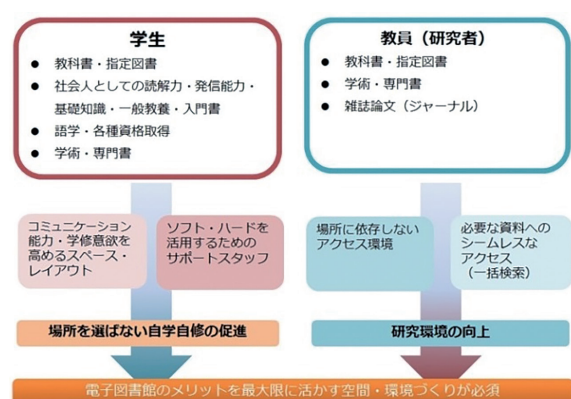 学生
● 教科書・指定図書
● 社会人としての読解力・発信能力・
基礎知識・一般教養・入門書
● 語学・各種資格取得
● 学術・専門書
教員（研究者）
● 教科書・指定図書
● 学術・専門書
● 雑誌論文（ジャーナル）
コミュニケーション
能力・学修意欲を
高めるスペース・
レイアウト
ソフト・ハードを
活用するための
サポートスタッフ
場所に依存しない
アクセス環境
必要な資料への
シームレスな
アクセス
（一括検索）
場所を選ばない自学自修の促進
研究環境の向上
電子図書館のメリットを最大限に活かす空間・環境づくりが必須